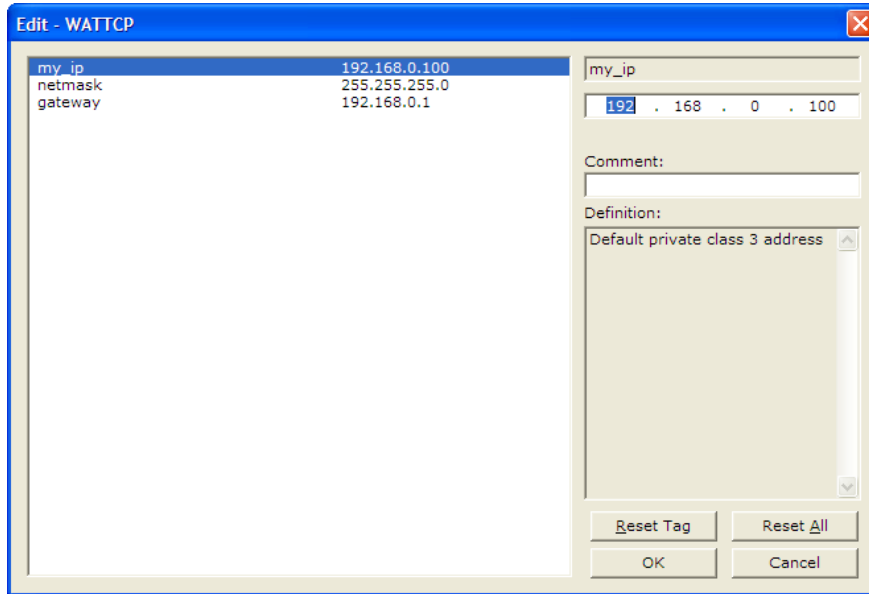 Edit - WATTCP
my_ip 192.168.0.100
netmask 255.255.255.0
gateway 192.168.0.1
my_ip
192 . 168 . 0 . 100
Comment:
Definition:
Default private class 3 address
Reset Tag Reset All
OK Cancel